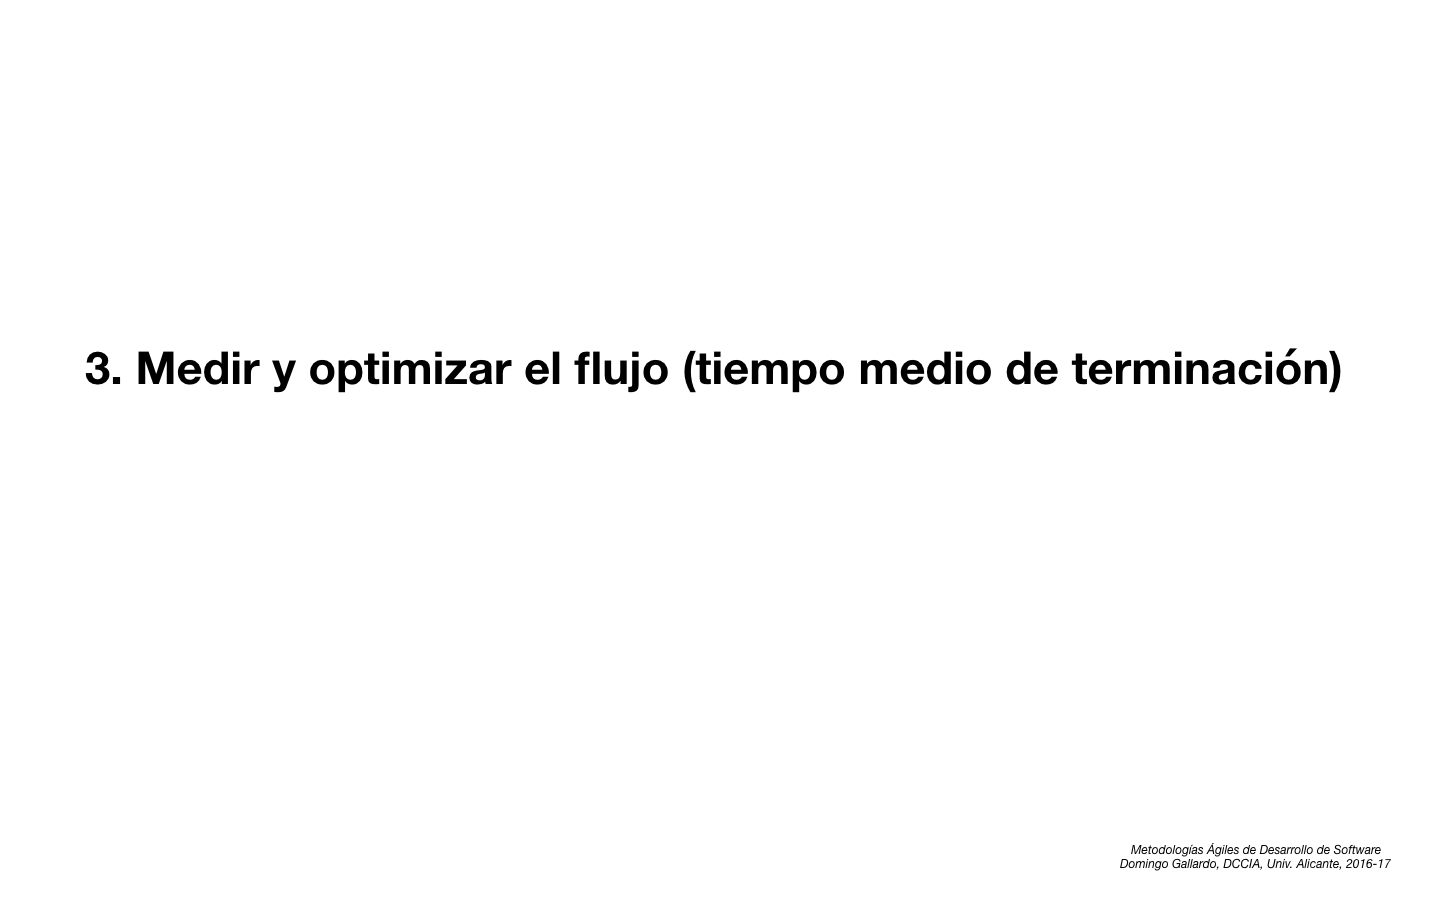 3. Medir y optimizar el flujo (tiempo medio de terminación)
Metodologías Ágiles de Desarrollo de Software
Domingo Gallardo, DCCIA, Univ. Alicante, 2016-17